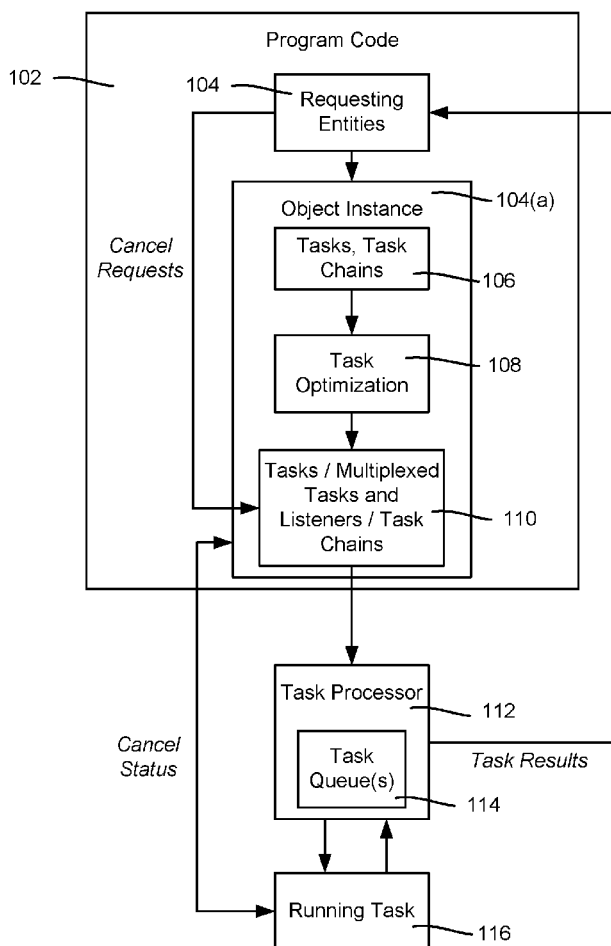 Program Code
102
104
Requesting
Entities
104(a)
Object Instance
Cancel
Requests
Tasks, Task
Chains
106
Task
Optimization
108
Tasks / Multiplexed
Tasks and
Listeners / Task
Chains
110
Task Processor
112
Cancel
Status
Task
Queue(s)
114
Task Results
Running Task
116